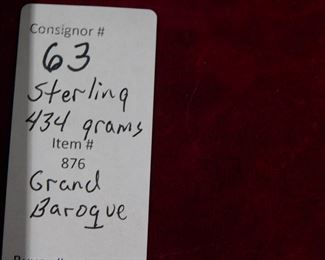 Consignor #
63
Sterling
434 grams
Item #
876
Grand
Baroque